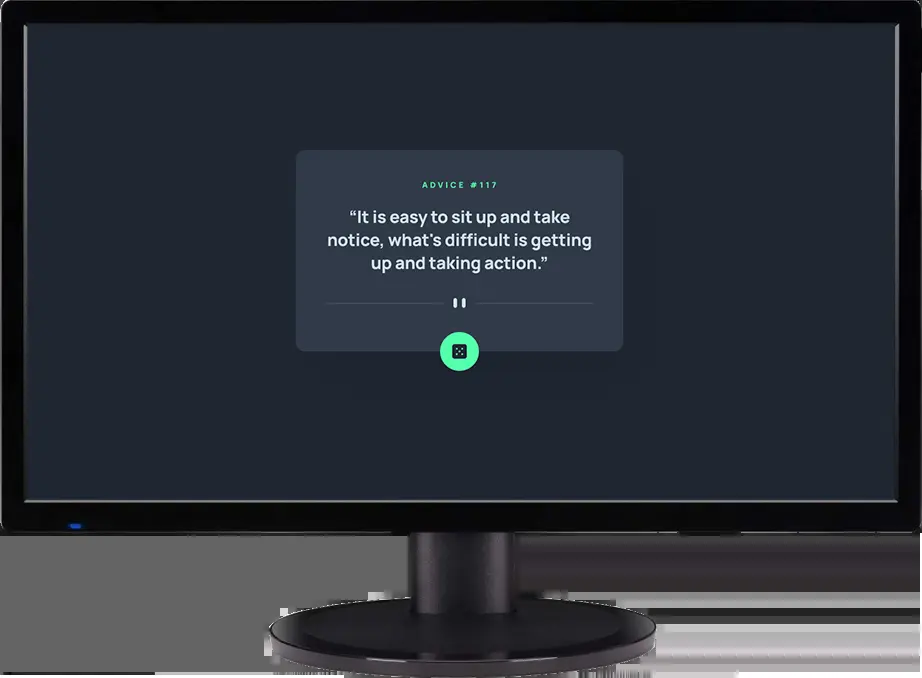 ADVICE #117
“It is easy to sit up and take
notice, what's difficult is getting
up and taking action.”